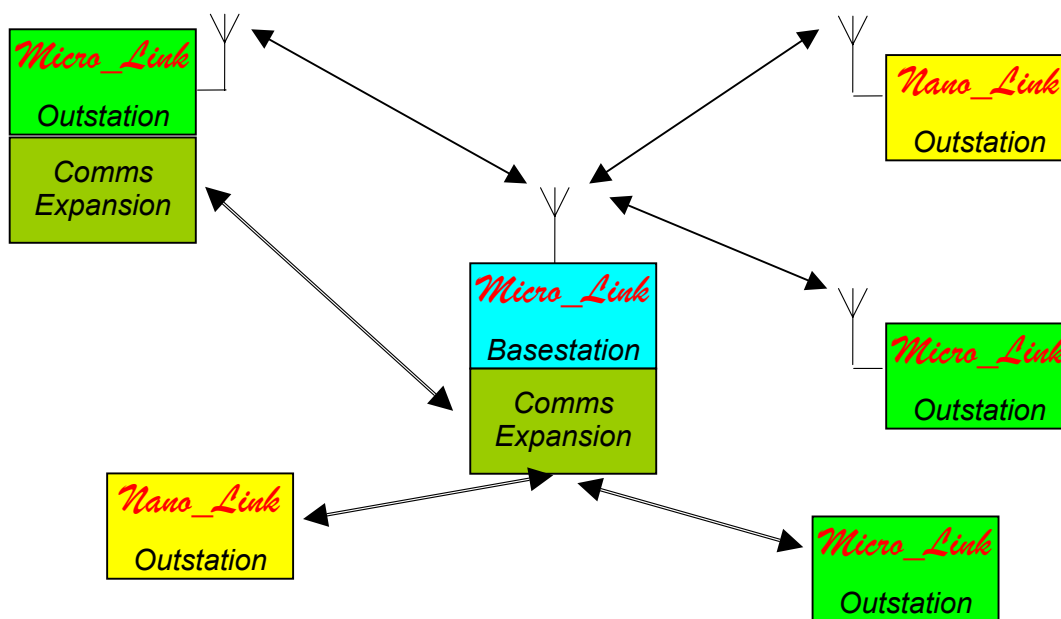 Micro_Link
Outstation
Comms
Expansion
Nano_Link
Outstation
Micro_Link
Basestation
Comms
Expansion
Micro_Link
Outstation
Nano_Link
Outstation
Micro_Link
Outstation